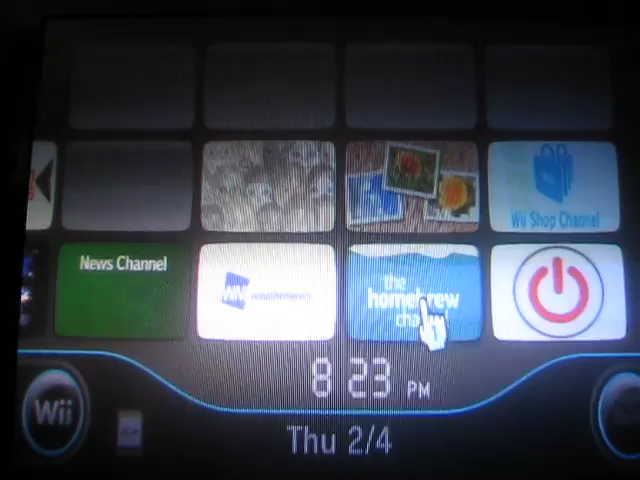 Wii Shop Channel
News Channel
the
homebrew
8 23 PM
Wii
Thu 2/4